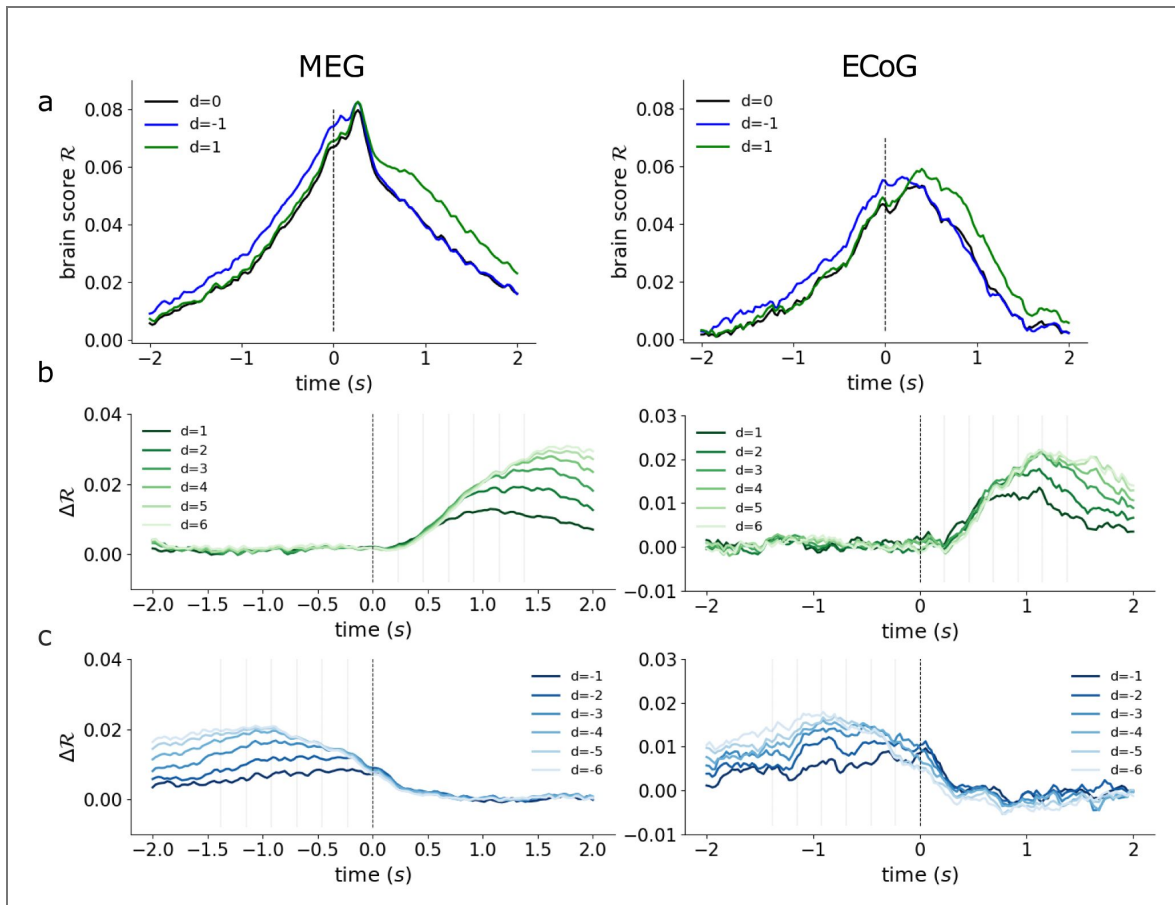 MEG
ECoG
a
d=0
d=-1
d=1
0.08
0.06
0.04
0.02
0.00
brain score R
−2
−1
0
1
2
time (s)
d=0
d=-1
d=1
0.08
0.06
0.04
0.02
0.00
brain score R
−2
−1
0
1
2
time (s)
b
d=1
d=2
d=3
d=4
d=5
d=6
0.04
0.02
0.00
ΔR
−2.0
−1.5
−1.0
−0.5
0.0
0.5
1.0
1.5
2.0
time (s)
d=1
d=2
d=3
d=4
d=5
d=6
0.03
0.02
0.01
0.00
−0.01
ΔR
−2
−1
0
1
2
time (s)
c
d=-1
d=-2
d=-3
d=-4
d=-5
d=-6
0.04
0.02
0.00
ΔR
−2.0
−1.5
−1.0
−0.5
0.0
0.5
1.0
1.5
2.0
time (s)
d=-1
d=-2
d=-3
d=-4
d=-5
d=-6
0.03
0.02
0.01
0.00
−0.01
ΔR
−2
−1
0
1
2
time (s)